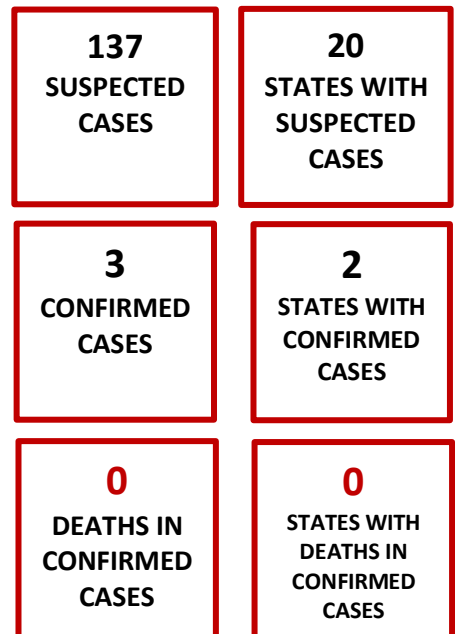 137
SUSPECTED
CASES
20
STATES WITH
SUSPECTED
CASES
3
CONFIRMED
CASES
2
STATES WITH
CONFIRMED
CASES
0
DEATHS IN
CONFIRMED
CASES
0
STATES WITH
DEATHS IN
CONFIRMED
CASES